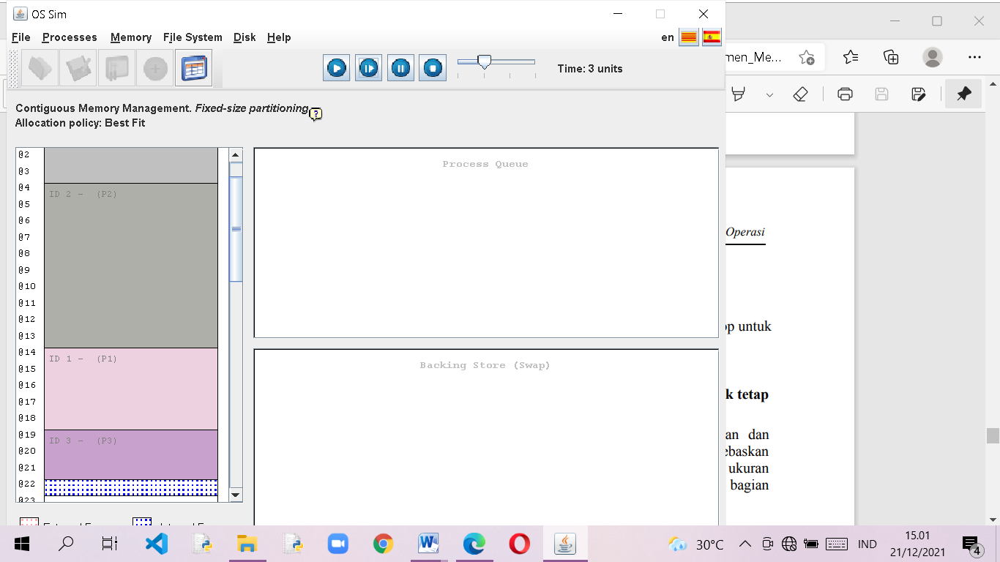 OS Sim
File Processes Memory File System Disk Help
en
Time: 3 units
Contiguous Memory Management. Fixed-size partitioning
?
Allocation policy: Best Fit
@2
@3
@4
@5
@6
@7
@8
@9
@10
@11
@12
@13
@14
@15
@16
@17
@18
@19
@20
@21
@22
@23
ID 2 - (P2)
ID 1 - (P1)
ID 3 - (P3)
Process Queue
Backing Store (Swap)
men_Me...
Operasi
op untuk
k tetap
an dan
ebaskan
ukuran
bagian
W
30°C
IND
15.01
21/12/2021
4